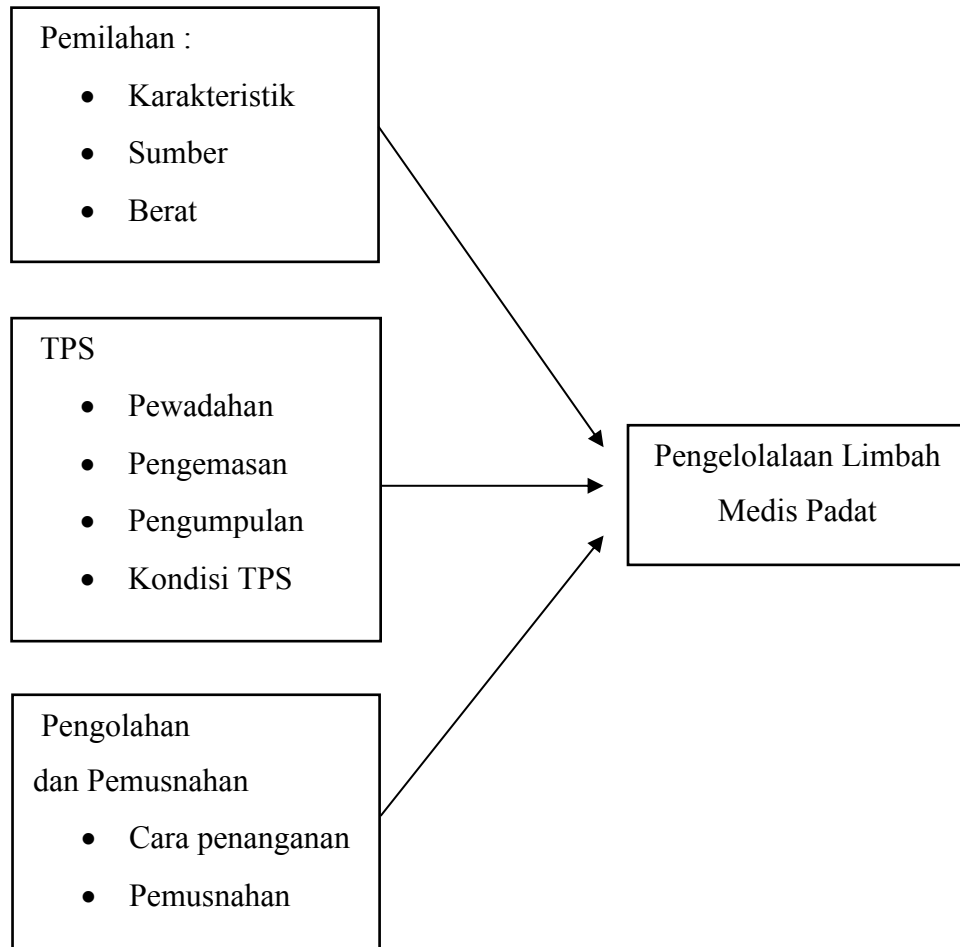 Pemilahan :
• Karakteristik
• Sumber
• Berat
TPS
• Pewadahan
• Pengemasan
• Pengumpulan
• Kondisi TPS
Pengolahan
dan Pemusnahan
• Cara penanganan
• Pemusnahan
Pengelolalaan Limbah
Medis Padat